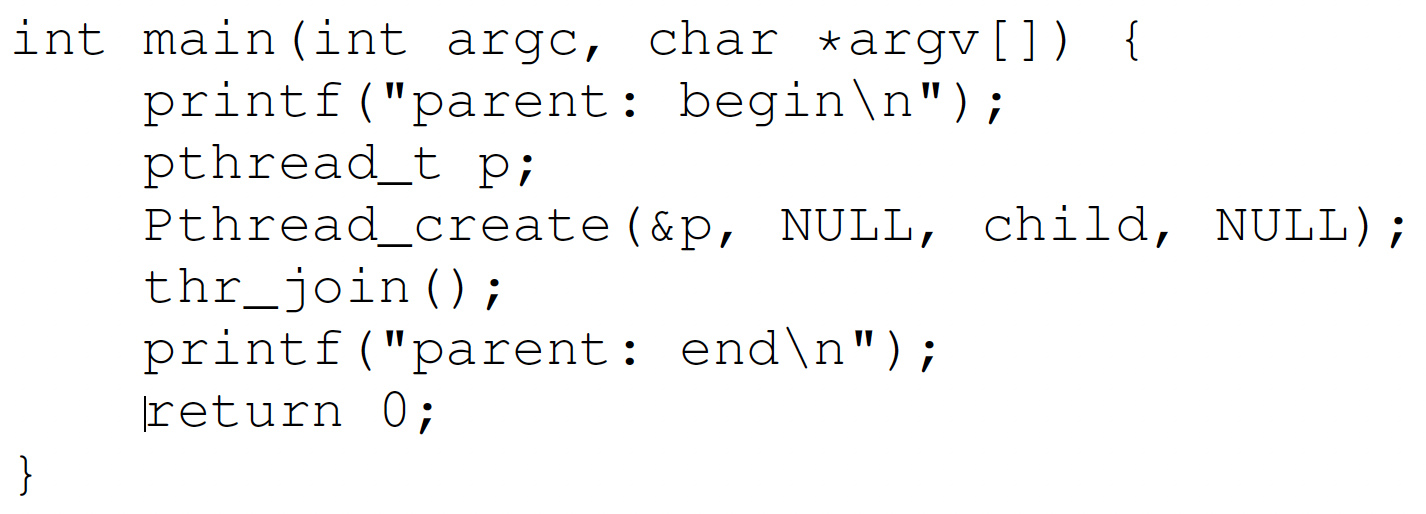 int main(int argc, char *argv[]) {
printf("parent: begin\n");
pthread_t p;
Pthread_create(&p, NULL, child, NULL);
thr_join();
printf("parent: end\n");
return 0;
}